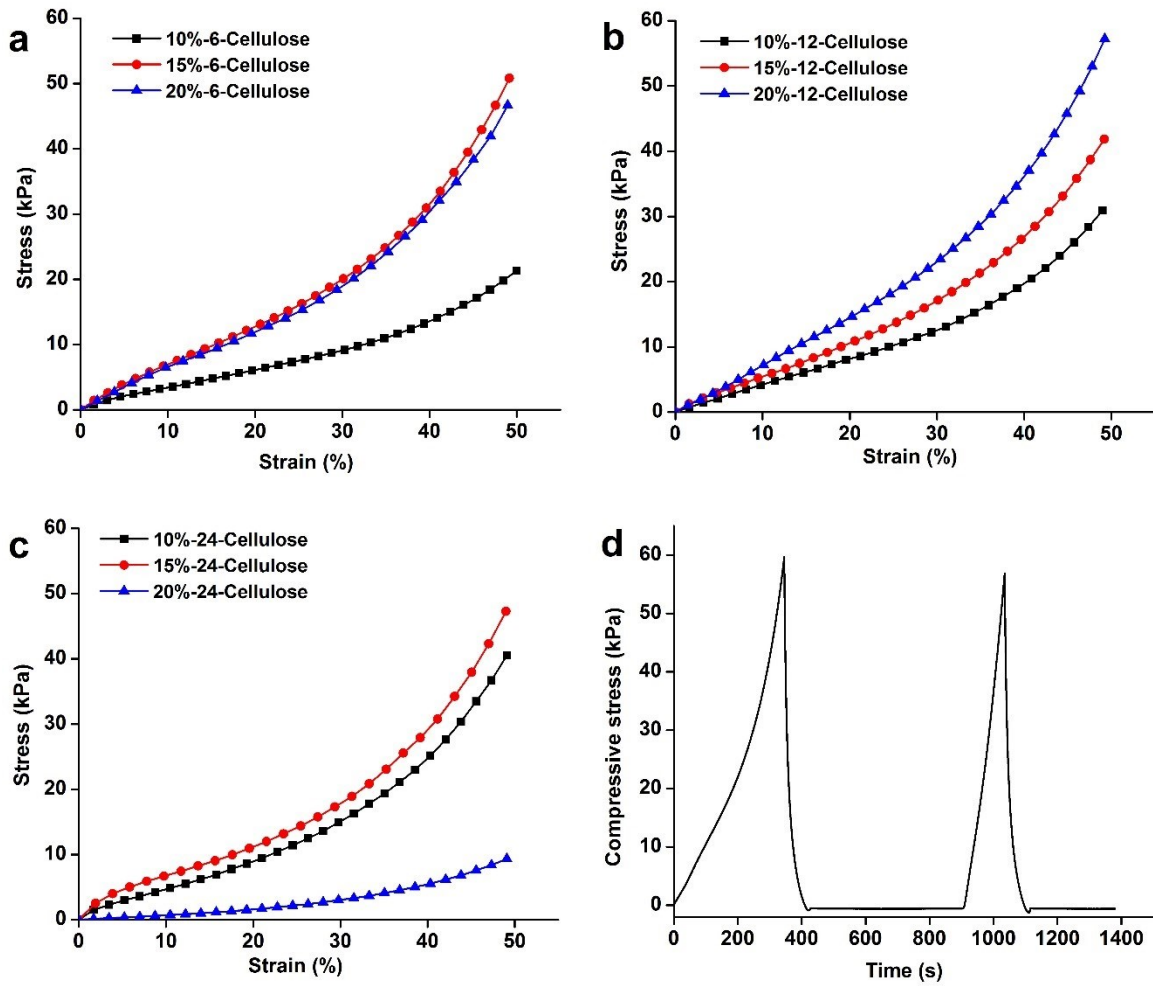 a
10%-6-Cellulose
15%-6-Cellulose
20%-6-Cellulose
Stress (kPa)
60
50
40
30
20
10
0
0 10 20 30 40 50
Strain (%)
b
10%-12-Cellulose
15%-12-Cellulose
20%-12-Cellulose
Stress (kPa)
60
50
40
30
20
10
0
0 10 20 30 40 50
Strain (%)
c
10%-24-Cellulose
15%-24-Cellulose
20%-24-Cellulose
Stress (kPa)
60
50
40
30
20
10
0
0 10 20 30 40 50
Strain (%)
d
Compressive stress (kPa)
60
50
40
30
20
10
0
0 200 400 600 800 1000 1200 1400
Time (s)